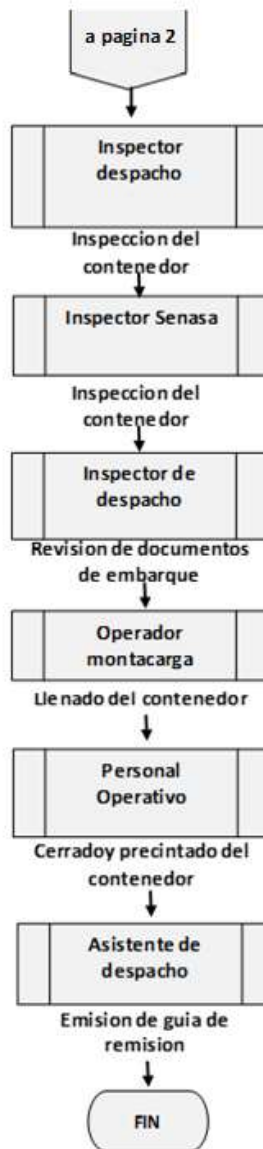 a pagina 2
Inspector
despacho
Inspeccion del
contenedor
Inspector Senasa
Inspeccion del
contenedor
Inspector de
despacho
Revision de documentos
de embarque
Operador
montacarga
Llenado del contenedor
Personal
Operativo
Cerradoy precintado del
contenedor
Asistente de
despacho
Emision de guia de
remision
FIN